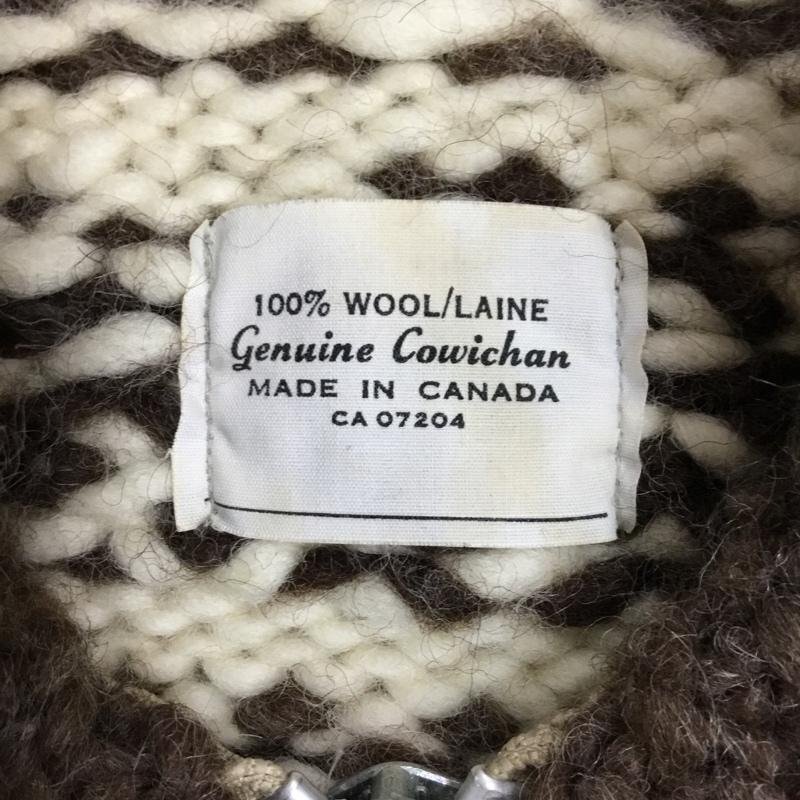 100% WOOL/LAINE
Genuine Cowichan
MADE IN CANADA
CA 07204